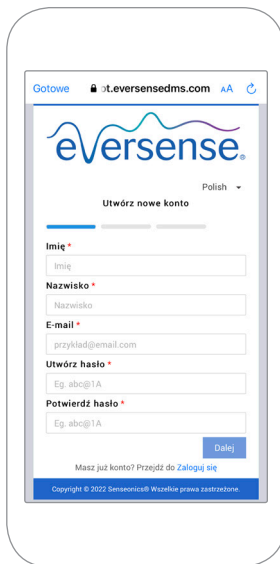 Gotowe ot.eversensedms.com AA
eversense®
Polish
Utwórz nowe konto
Imię *
Imię
Nazwisko *
Nazwisko
E-mail *
przykład@email.com
Utwórz hasło *
Eg. abc@1A
Potwierdź hasło *
Eg. abc@1A
Dalej
Masz już konto? Przejdź do Zaloguj się
Copyright © 2022 Senseonics® Wszelkie prawa zastrzeżone.